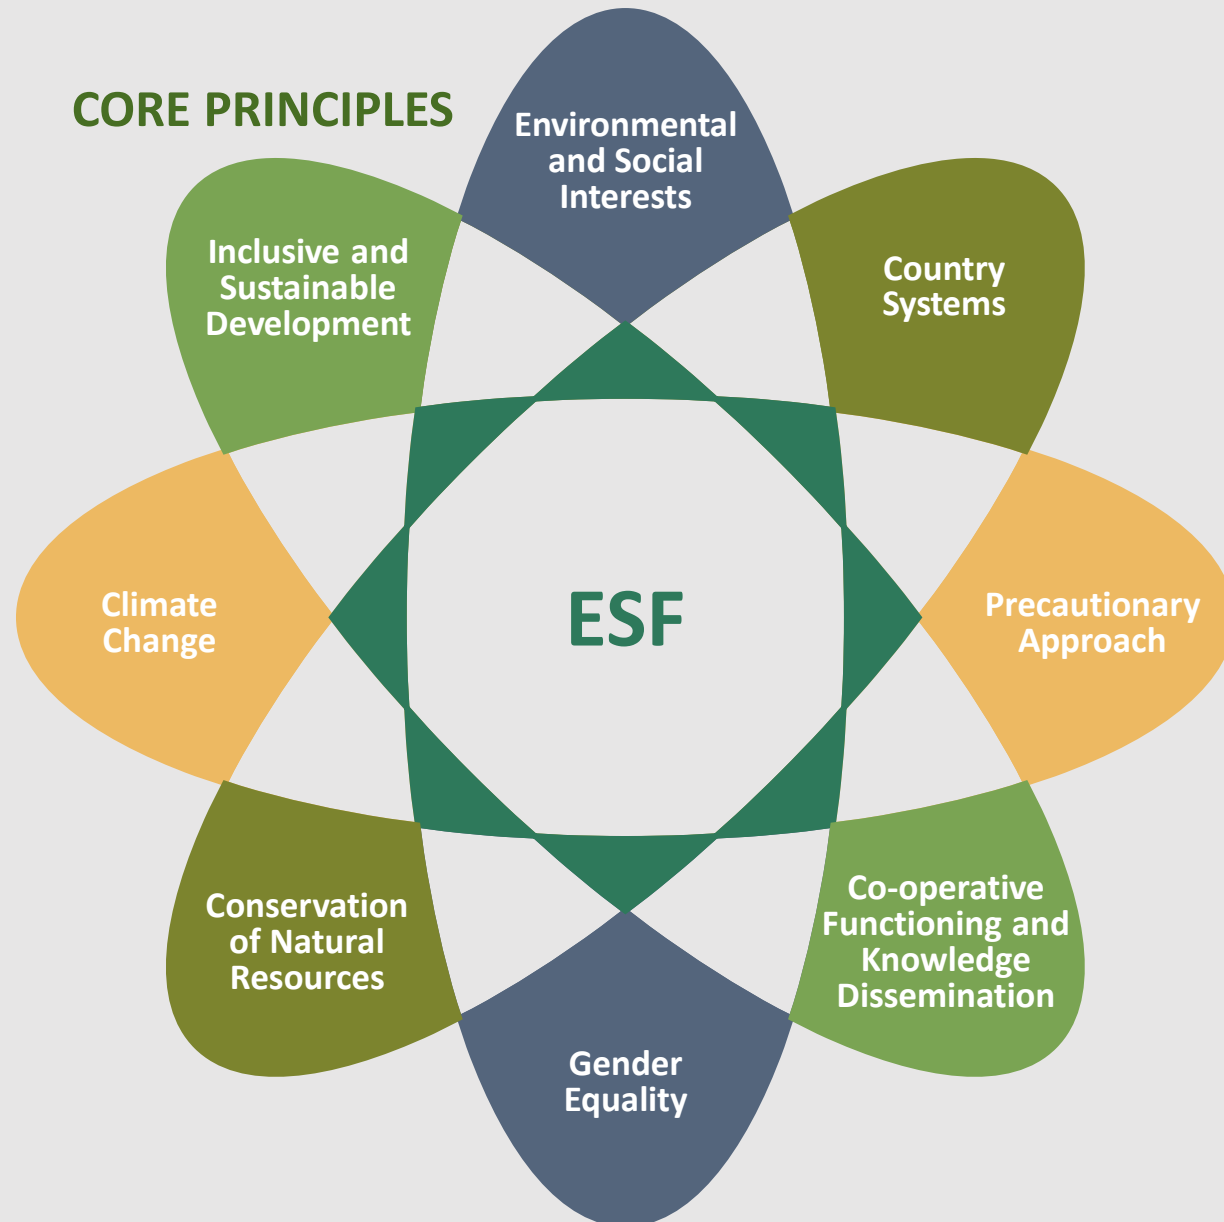 CORE PRINCIPLES
Environmental
and Social
Interests
Country
Systems
Precautionary
Approach
Co-operative
Functioning and
Knowledge
Dissemination
Gender
Equality
Conservation
of Natural
Resources
Climate
Change
Inclusive and
Sustainable
Development
ESF